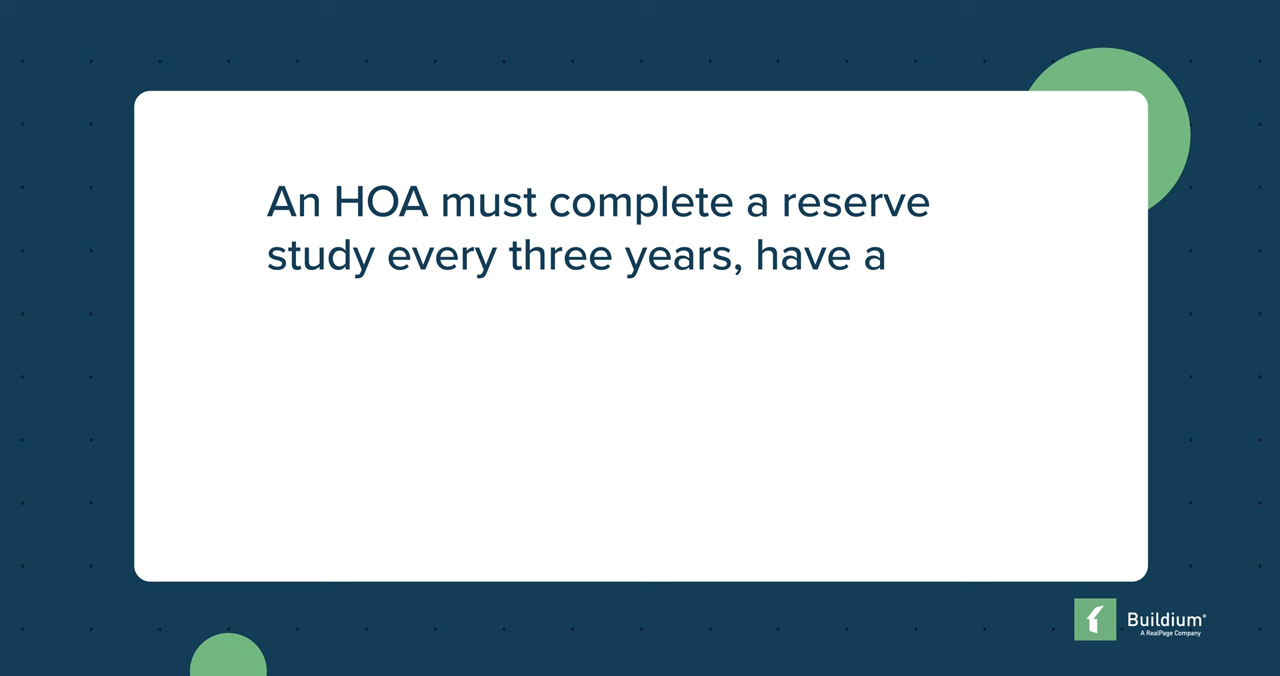 An HOA must complete a reserve
study every three years, have a
Buildium®
A RealPage Company